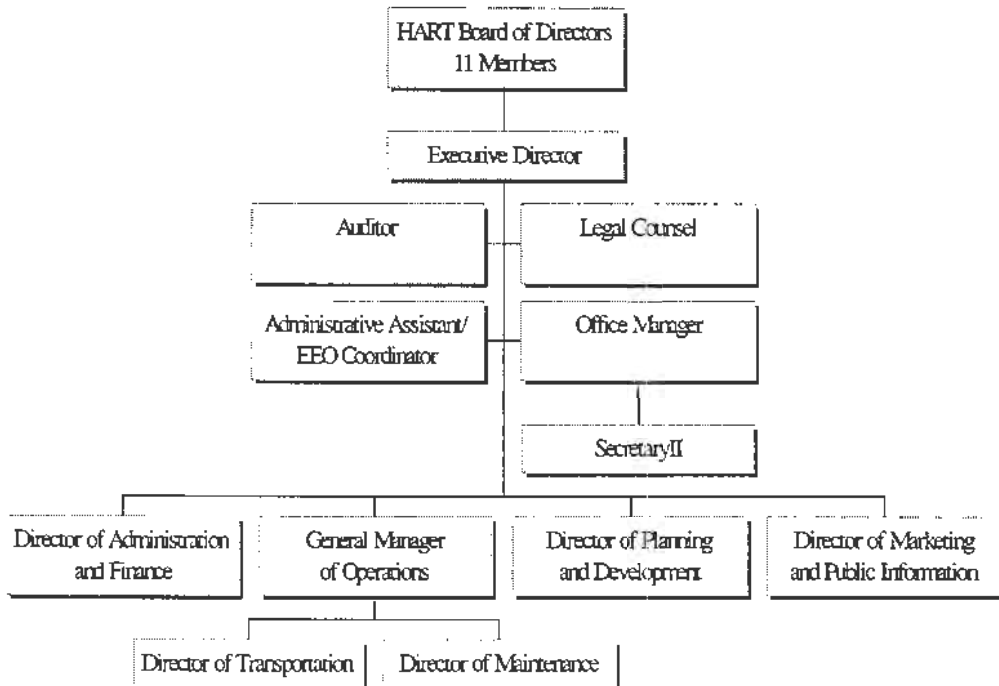 HART Board of Directors
11 Members
Executive Director
Auditor
Legal Counsel
Administrative Assistant/
EEO Coordinator
Office Manager
Secretary II
Director of Administration
and Finance
General Manager
of Operations
Director of Planning
and Development
Director of Marketing
and Public Information
Director of Transportation
Director of Maintenance